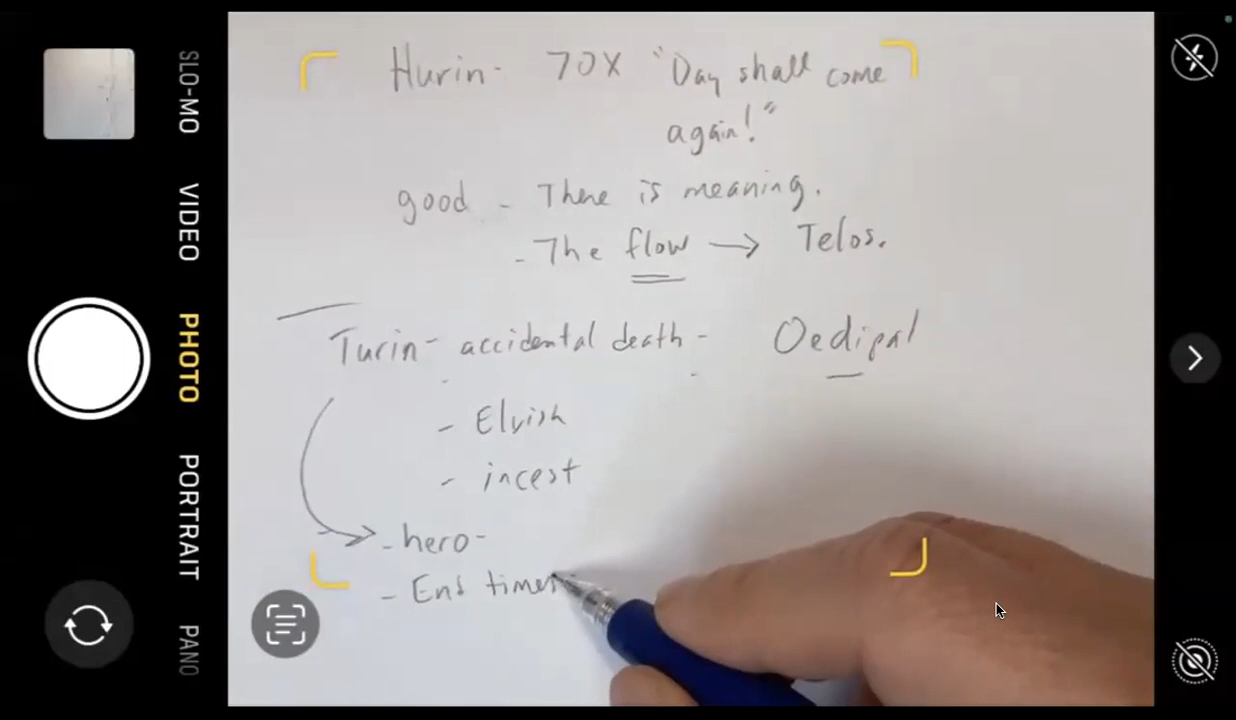 SLO-MO
VIDEO
PHOTO
PORTRAIT
PANO
Hurin- 70X "Day shall come
again!"
good - There is meaning.
- The flow → Telos.
Turin- accidental death - Oedipal
- Elvish
- incest
- hero-
- End times